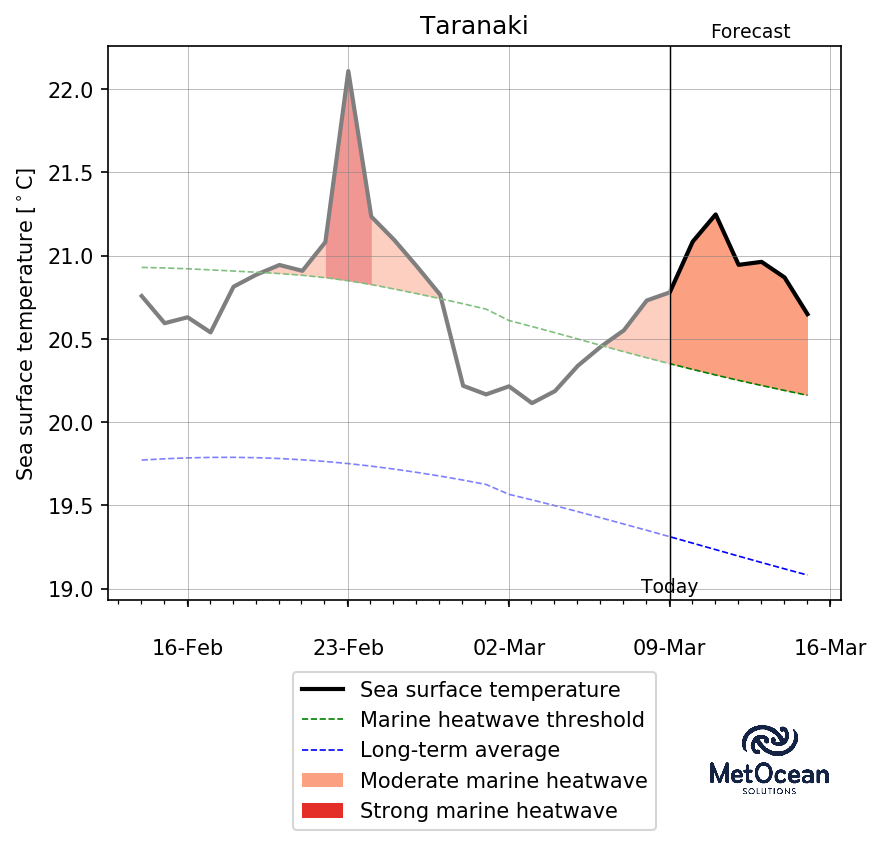 Taranaki
Forecast
Sea surface temperature [°C]
22.0
21.5
21.0
20.5
20.0
19.5
19.0
Today
16-Feb
23-Feb
02-Mar
09-Mar
16-Mar
Sea surface temperature
Marine heatwave threshold
Long-term average
Moderate marine heatwave
Strong marine heatwave
MetOcean
SOLUTIONS